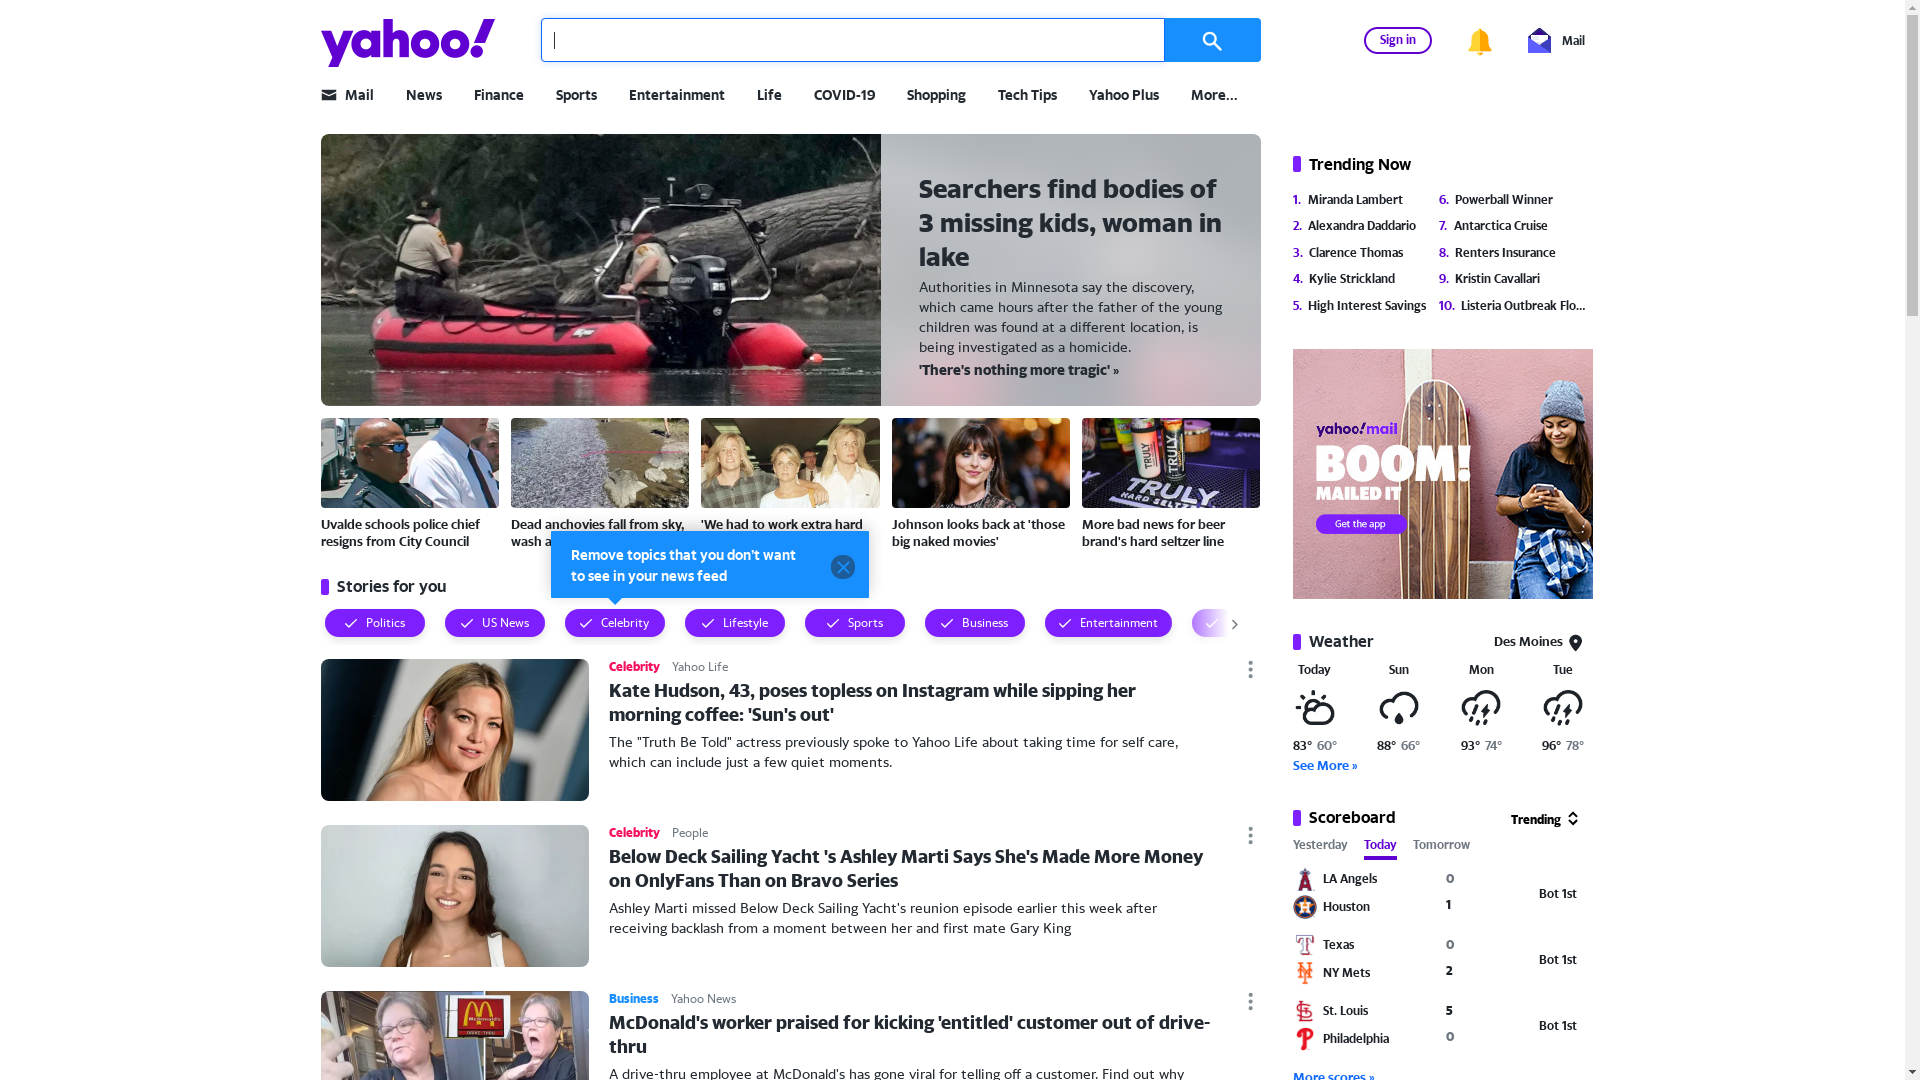 yahoo!
Sign in
Mail
Mail
News
Finance
Sports
Entertainment
Life
COVID-19
Shopping
Tech Tips
Yahoo Plus
More...
Searchers find bodies of
3 missing kids, woman in
lake
Authorities in Minnesota say the discovery,
which came hours after the father of the young
children was found at a different location, is
being investigated as a homicide.
'There's nothing more tragic' »
Uvalde schools police chief
resigns from City Council
Dead anchovies fall from sky,
wash a
'We had to work extra hard
TRULY
TRULY
HARD SELTZER
Johnson looks back at 'those
big naked movies'
More bad news for beer
brand's hard seltzer line
Remove topics that you don't want
to see in your news feed
Stories for you
Politics
US News
Celebrity
Lifestyle
Sports
Business
Entertainment
Celebrity Yahoo Life
Kate Hudson, 43, poses topless on Instagram while sipping her
morning coffee: 'Sun's out'
The "Truth Be Told" actress previously spoke to Yahoo Life about taking time for self care,
which can include just a few quiet moments.
Celebrity People
Below Deck Sailing Yacht 's Ashley Marti Says She's Made More Money
on OnlyFans Than on Bravo Series
Ashley Marti missed Below Deck Sailing Yacht's reunion episode earlier this week after
receiving backlash from a moment between her and first mate Gary King
Business Yahoo News
McDonald's worker praised for kicking 'entitled' customer out of drive-
thru
A drive-thru employee at McDonald's has gone viral for telling off a customer. Find out why
Trending Now
1. Miranda Lambert
2. Alexandra Daddario
3. Clarence Thomas
4. Kylie Strickland
5. High Interest Savings
6. Powerball Winner
7. Antarctica Cruise
8. Renters Insurance
9. Kristin Cavallari
10. Listeria Outbreak Flo...
yahoo!mail
BOOM!
MAILED IT
Get the app
Weather
Des Moines
Today Sun Mon Tue
83° 60° 88° 66° 93° 74° 96° 78°
See More »
Scoreboard
Trending
Yesterday Today Tomorrow
LA Angels 0
Houston 1
Bot 1st
Texas 0
NY Mets 2
Bot 1st
St. Louis 5
Philadelphia 0
Bot 1st
More scores »